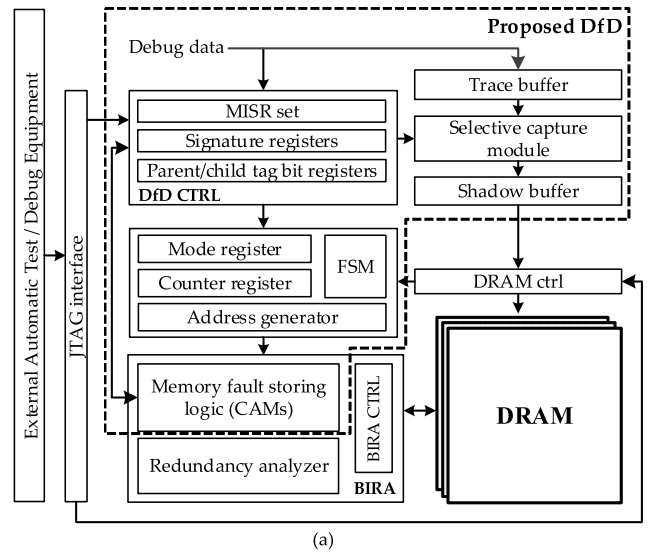 Proposed DfD
Debug data
Trace buffer
MISR set
Signature registers
Parent/child tag bit registers
DfD CTRL
Selective capture
module
Shadow buffer
External Automatic Test / Debug Equipment
JTAG interface
Mode register
Counter register
FSM
Address generator
DRAM ctrl
Memory fault storing
logic (CAMs)
BIRA CTRL
Redundancy analyzer
BIRA
DRAM
(a)